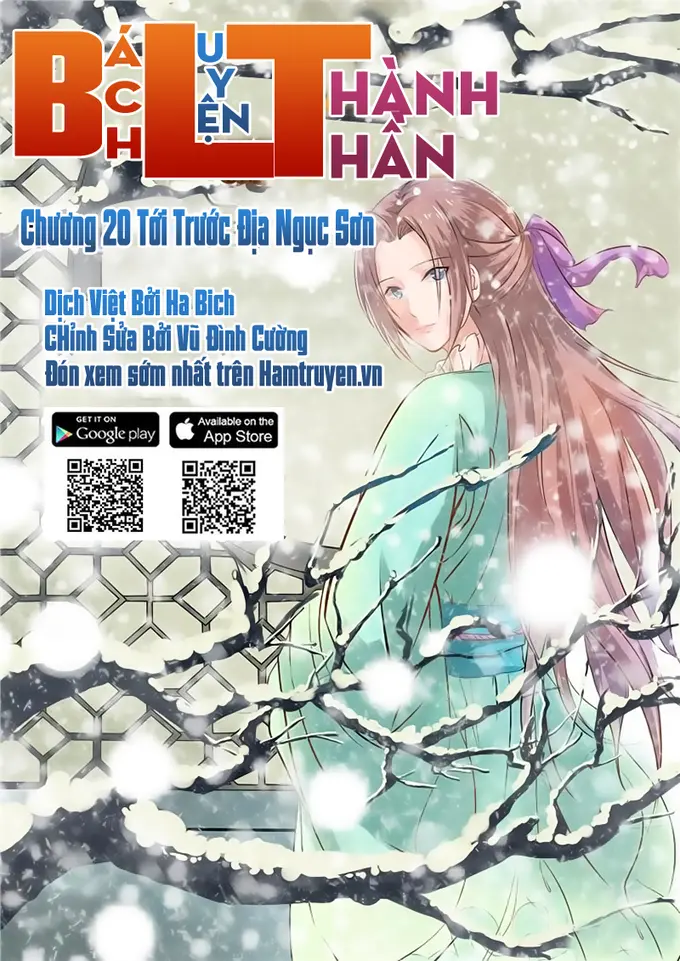 BÁCH LUYỆN THÀNH THẦN
Chương 20 Tới Trước Địa Ngục Sơn
Dịch Việt Bởi Ha Bich
CHỉnh Sửa Bởi Vũ Đình Cường
Đón xem sớm nhất trên Hamtruyen.vn
GET IT ON
Google play
Available on the
App Store